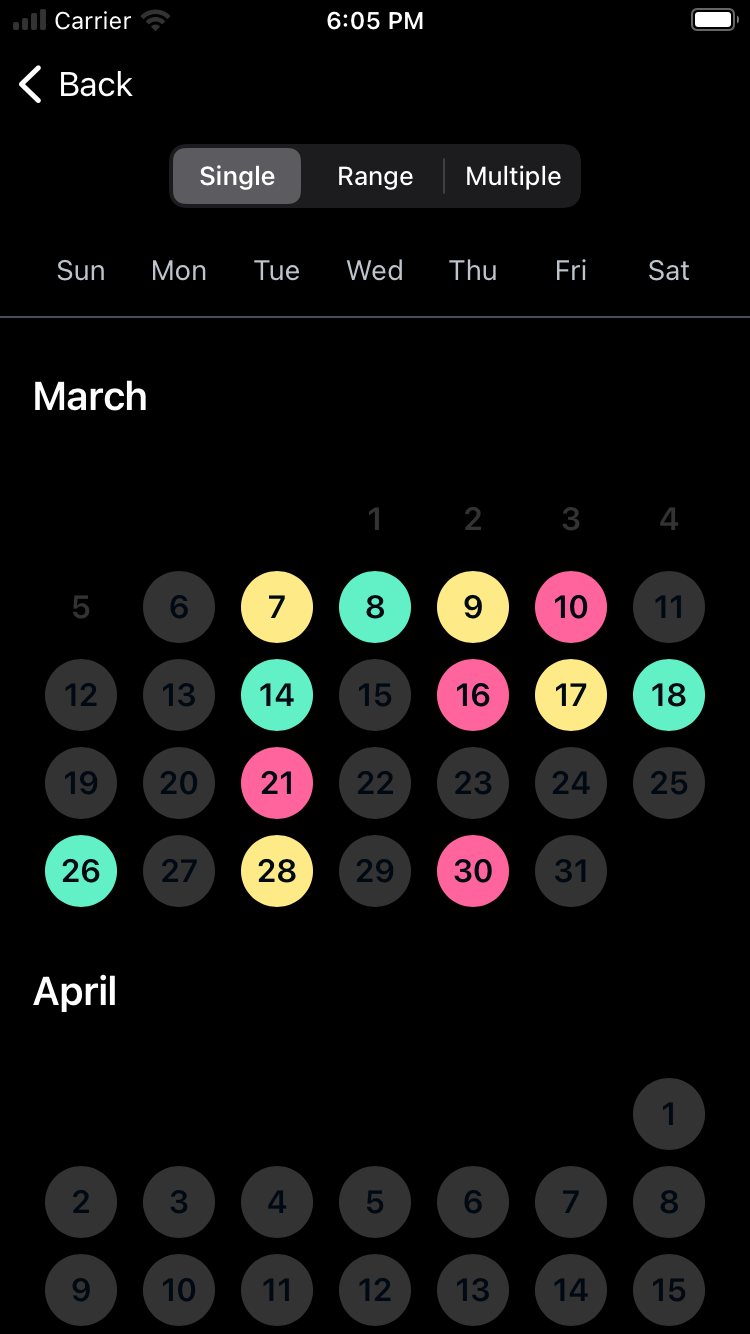 Carrier 6:05 PM
Back
Single Range Multiple
Sun Mon Tue Wed Thu Fri Sat
March
1 2 3 4
5 6 7 8 9 10 11
12 13 14 15 16 17 18
19 20 21 22 23 24 25
26 27 28 29 30 31
April
1
2 3 4 5 6 7 8
9 10 11 12 13 14 15